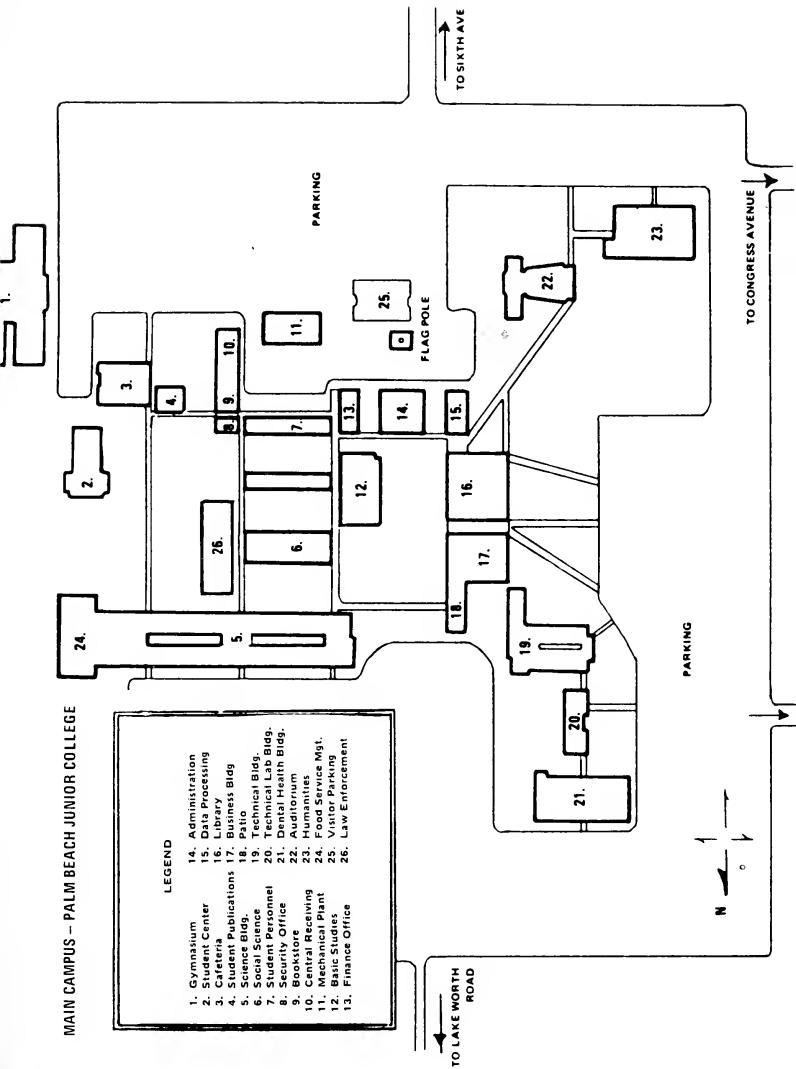 MAIN CAMPUS – PALM BEACH JUNIOR COLLEGE
LEGEND
1. Gymnasium
2. Student Center
3. Cafeteria
4. Student Publications
5. Science Bldg.
6. Social Science
7. Student Personnel
8. Security Office
9. Bookstore
10. Central Receiving
11. Mechanical Plant
12. Basic Studies
13. Finance Office
14. Administration
15. Data Processing
16. Library
17. Business Bldg
18. Patio
19. Technical Bldg.
20. Technical Lab Bldg.
21. Dental Health Bldg.
22. Auditorium
23. Humanities
24. Food Service Mgt.
25. Visitor Parking
26. Law Enforcement
TO LAKE WORTH
ROAD
N
24.
5.
26.
6.
2.
3.
4.
8
9.
10.
7.
1.
11.
25.
FLAG POLE
PARKING
TO SIXTH AVE
12.
13.
14.
15.
16.
17.
18.
19.
20.
21.
22.
23.
PARKING
TO CONGRESS AVENUE